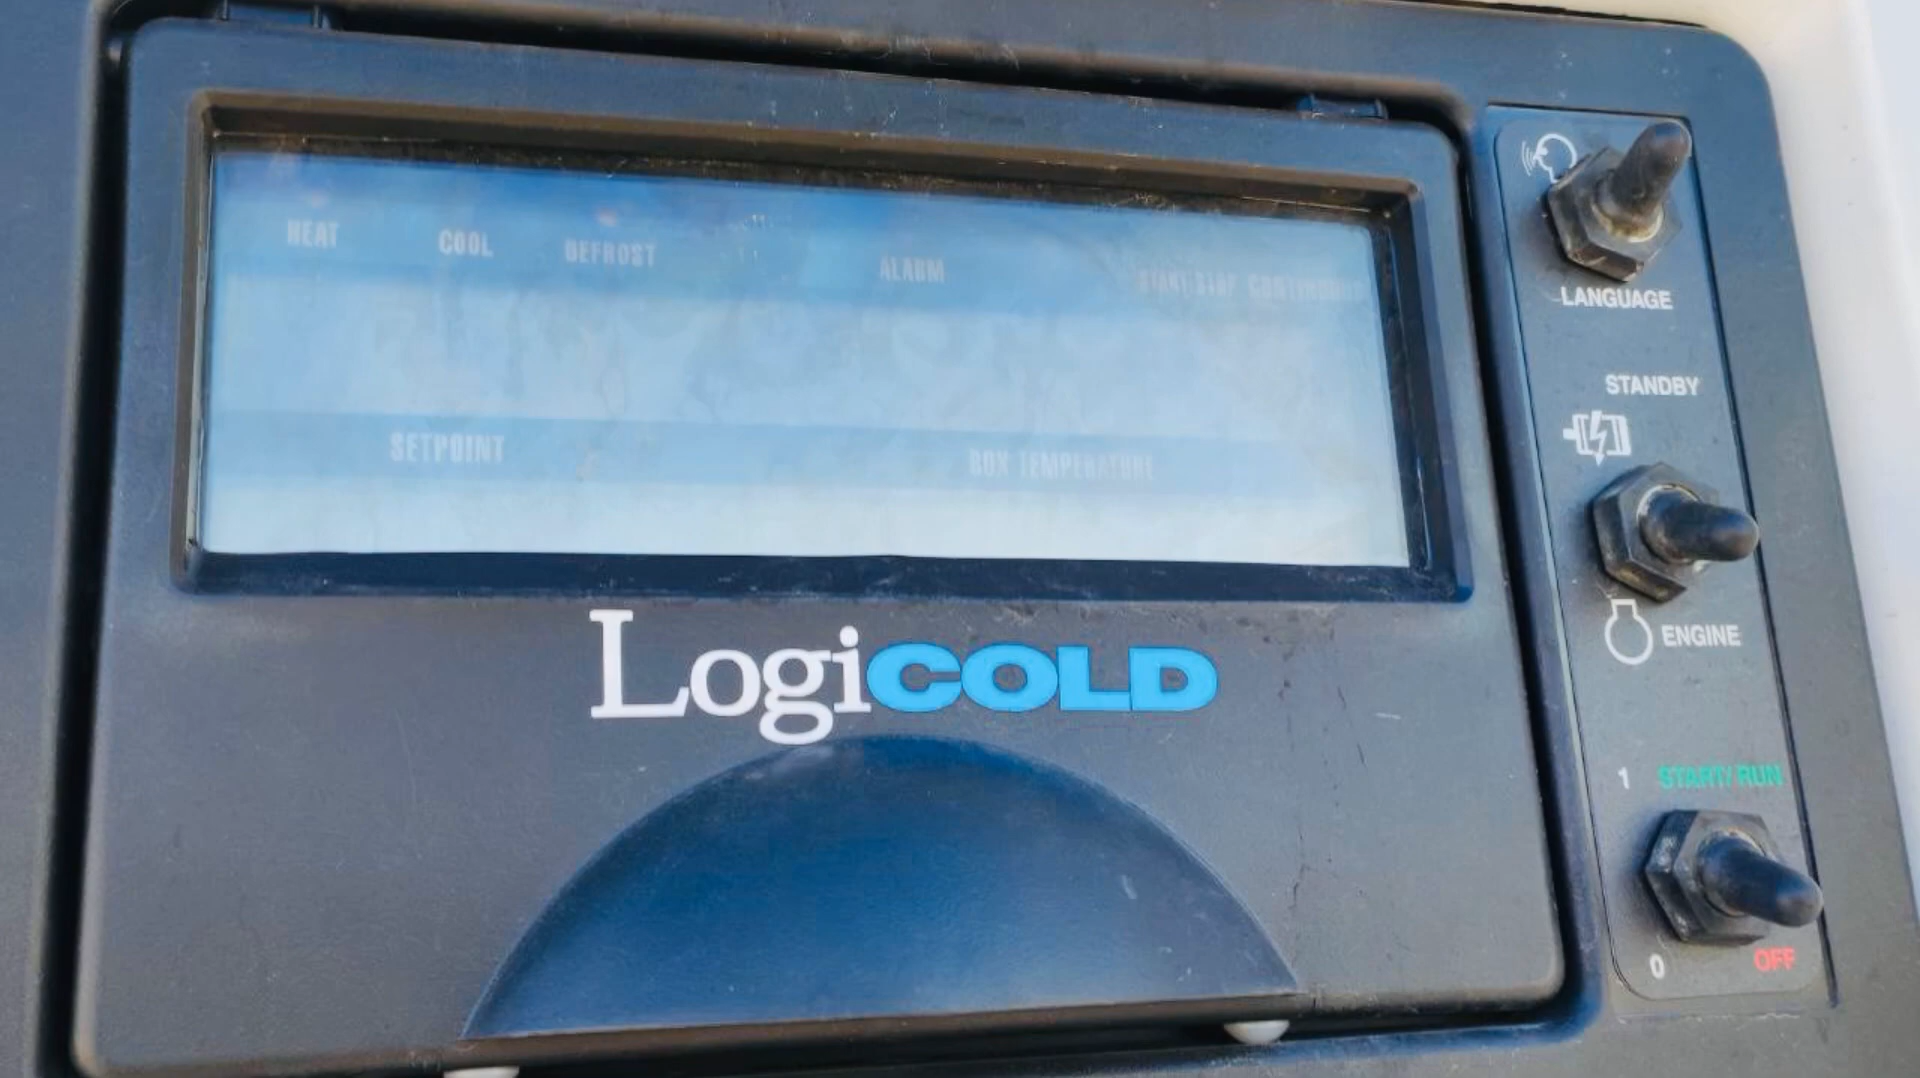 HEAT COOL DEFROST ALARM START/STOP CONTINUOUS
SETPOINT BOX TEMPERATURE
LogiCOLD
LANGUAGE
STANDBY
ENGINE
1 START/RUN
0 OFF